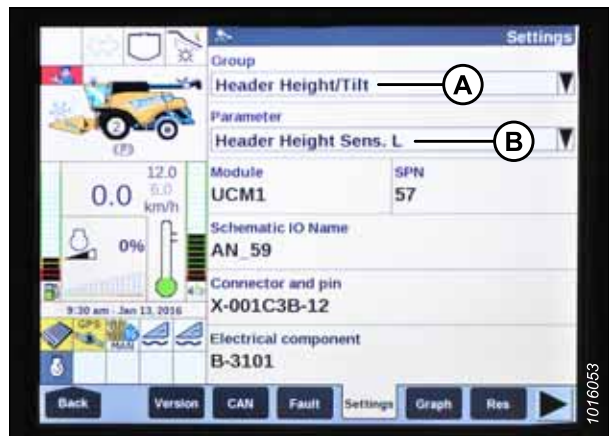 Settings
Group
Header Height/Tilt
A
Parameter
Header Height Sens. L
B
Module
SPN
UCM1
57
Schematic IO Name
AN_59
Connector and pin
X-001C3B-12
Electrical component
B-3101
(P)
12.0
6.0
0.0
km/h
0%
9:30 am - Jan 13, 2016
GPS
MAN
Back
Version
CAN
Fault
Settings
Graph
Res
1016053